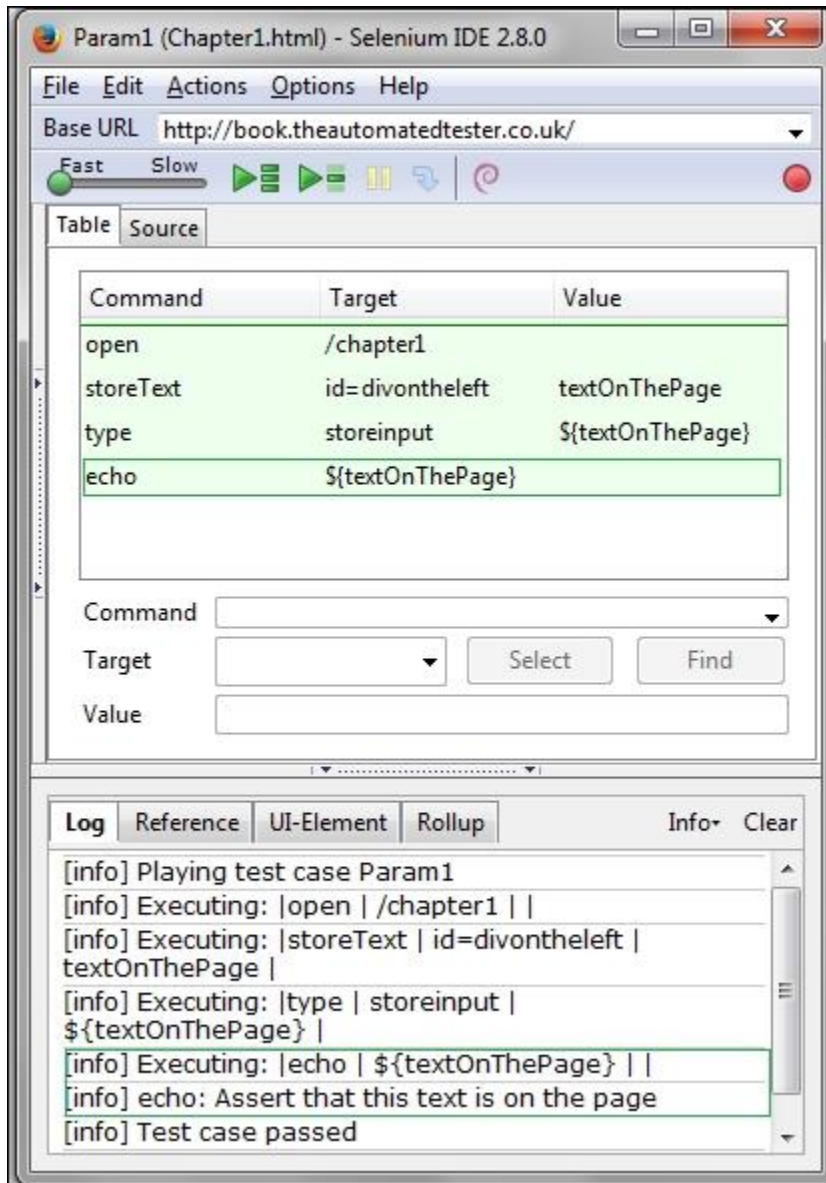 Param1 (Chapter1.html) - Selenium IDE 2.8.0
File Edit Actions Options Help
Base URL http://book.theautomatedtester.co.uk/
Fast Slow
Table Source
Command Target Value
open /chapter1
storeText id=divontheleft textOnThePage
type storeinput ${textOnThePage}
echo ${textOnThePage}
Command
Target Select Find
Value
Log Reference UI-Element Rollup Info Clear
[info] Playing test case Param1
[info] Executing: |open | /chapter1 | |
[info] Executing: |storeText | id=divontheleft |
textOnThePage |
[info] Executing: |type | storeinput |
${textOnThePage} |
[info] Executing: |echo | ${textOnThePage} | |
[info] echo: Assert that this text is on the page
[info] Test case passed